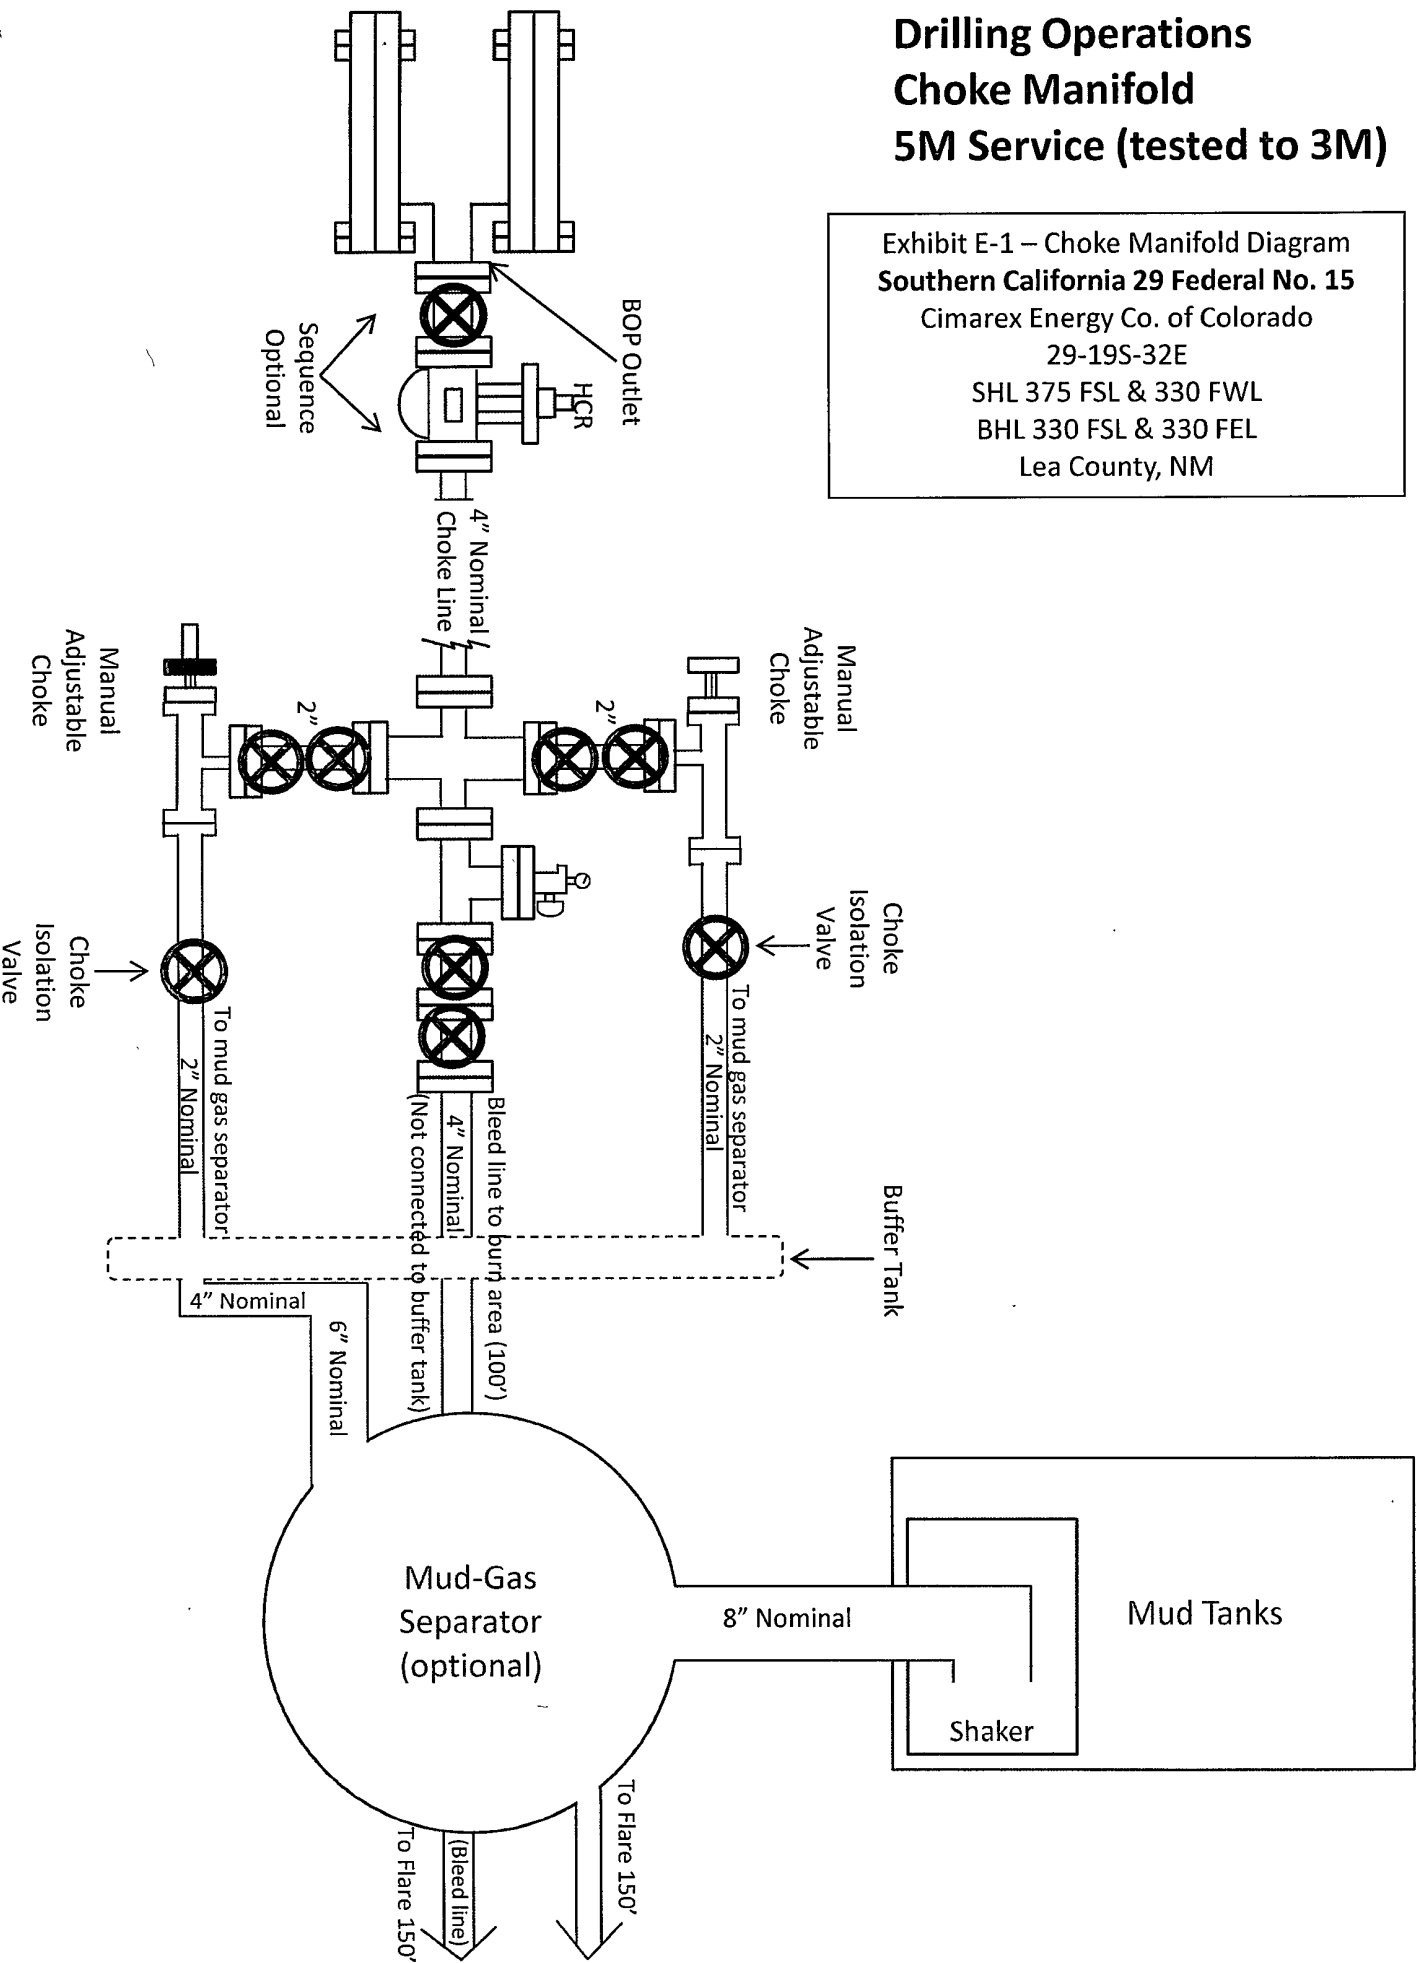 Drilling Operations
Choke Manifold
5M Service (tested to 3M)
Exhibit E-1 – Choke Manifold Diagram
Southern California 29 Federal No. 15
Cimarex Energy Co. of Colorado
29-19S-32E
SHL 375 FSL & 330 FWL
BHL 330 FSL & 330 FEL
Lea County, NM
BOP Outlet
HCR
Sequence
Optional
4” Nominal
Choke Line
Manual
Adjustable
Choke
Manual
Adjustable
Choke
2”
2”
Choke
Isolation
Valve
Choke
Isolation
Valve
To mud gas separator
2” Nominal
To mud gas separator
2” Nominal
Bleed line to burn area (100’)
4” Nominal
(Not connected to buffer tank)
Buffer Tank
4” Nominal
6” Nominal
Mud-Gas
Separator
(optional)
8” Nominal
Mud Tanks
Shaker
To Flare 150’
(Bleed line)
To Flare 150’